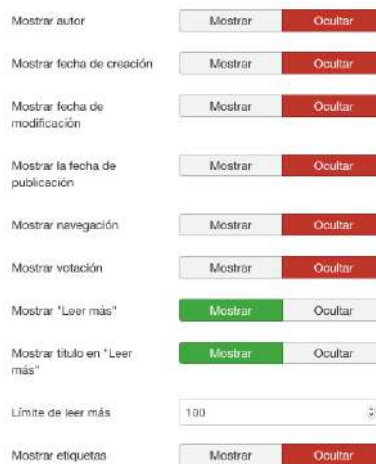 Mostrar autor Mostrar Ocultar
Mostrar fecha de creación Mostrar Ocultar
Mostrar fecha de Mostrar Ocultar
modificación
Mostrar la fecha de Mostrar Ocultar
publicación
Mostrar navegación Mostrar Ocultar
Mostrar votación Mostrar Ocultar
Mostrar "Leer más" Mostrar Ocultar
Mostrar título en "Leer Mostrar Ocultar
más"
Límite de leer más 100
Mostrar etiquetas Mostrar Ocultar